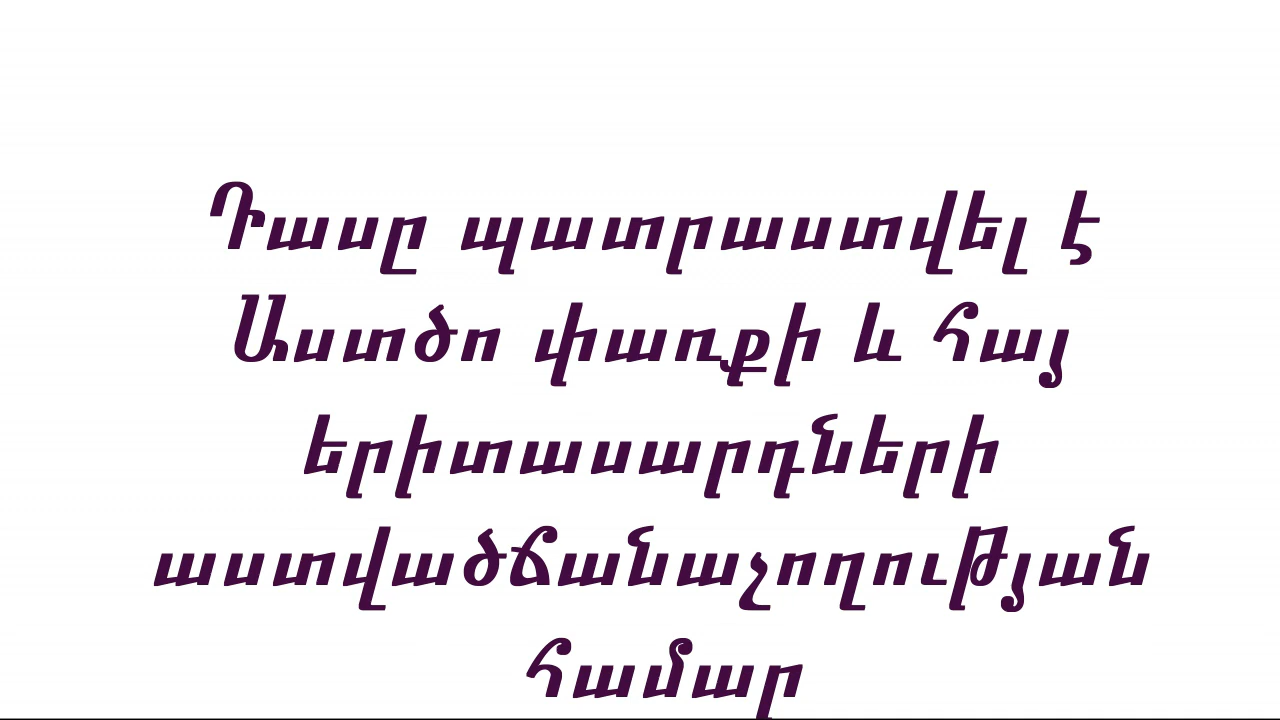 Դասը պատրաստվել է
Աստծո փառքի և հայ
երիտասարդների
աստվածճանաչողության
համար